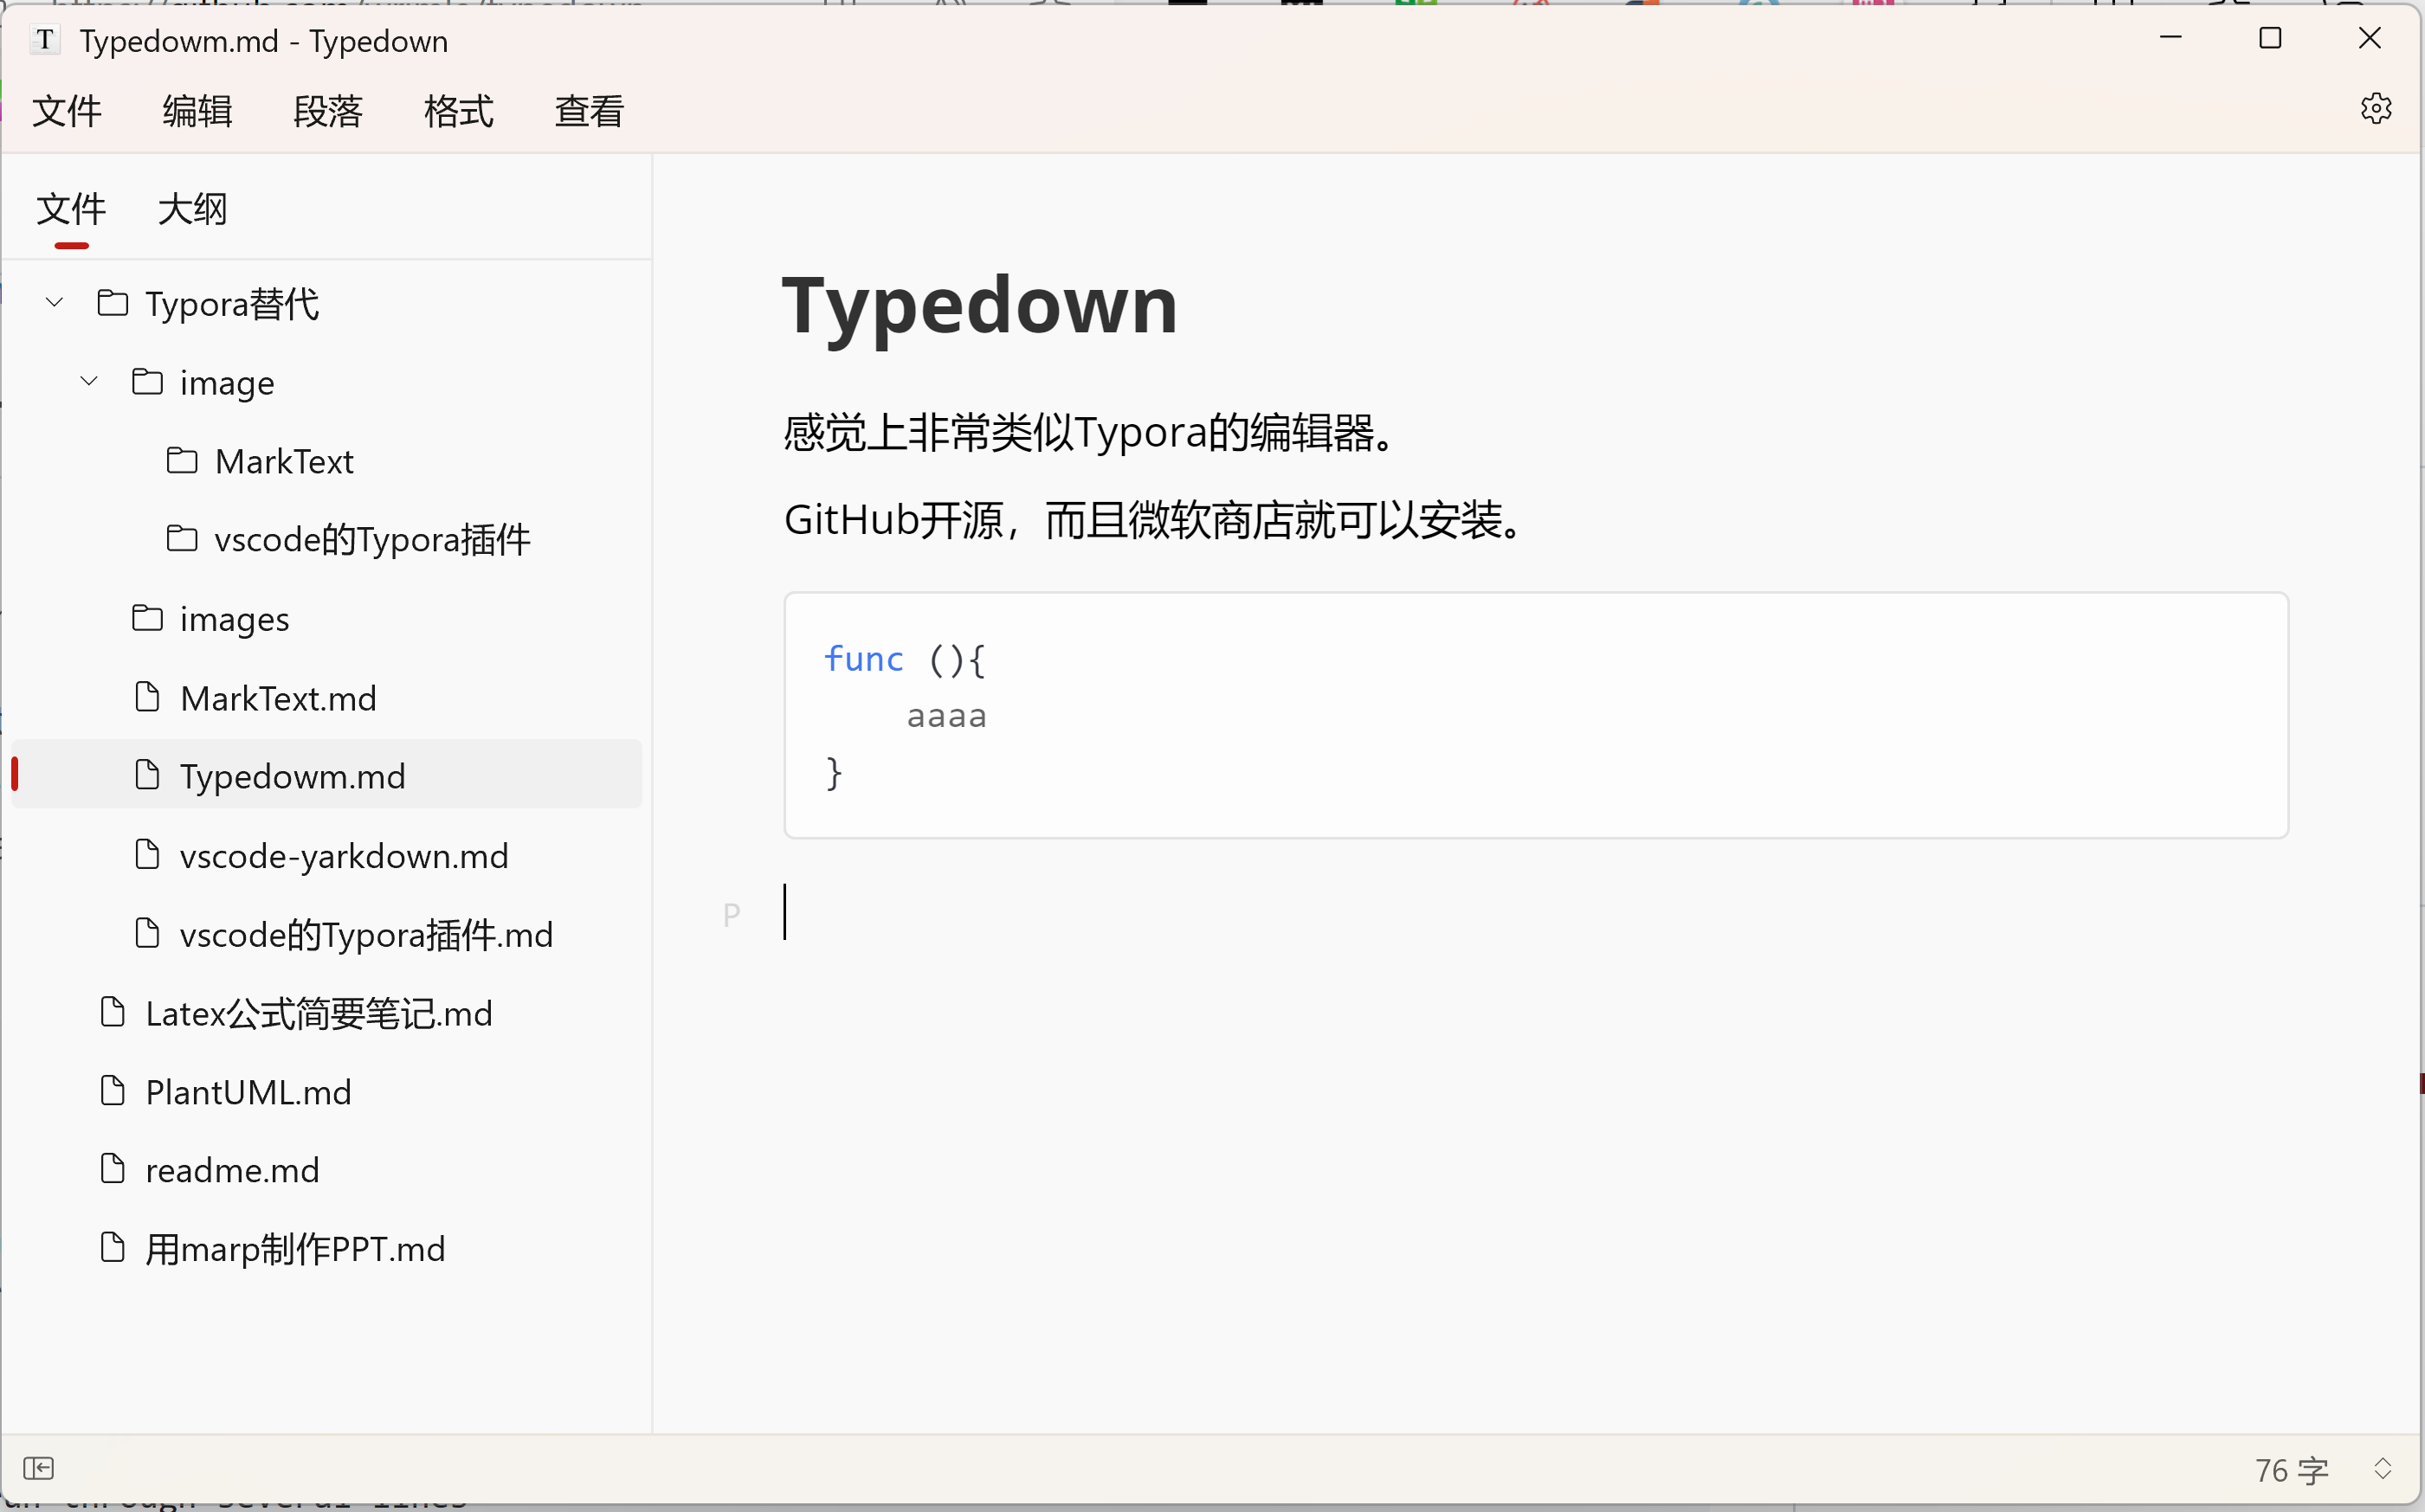 Typedowm.md - Typedown
文件 编辑 段落 格式 查看
文件 大纲
Typora替代
image
MarkText
vscode的Typora插件
images
MarkText.md
Typedowm.md
vscode-yarkdown.md
vscode的Typora插件.md
Latex公式简要笔记.md
PlantUML.md
readme.md
用marp制作PPT.md
Typedown
感觉上非常类似Typora的编辑器。
GitHub开源，而且微软商店就可以安装。
func (){
    aaaa
}
P
76 字